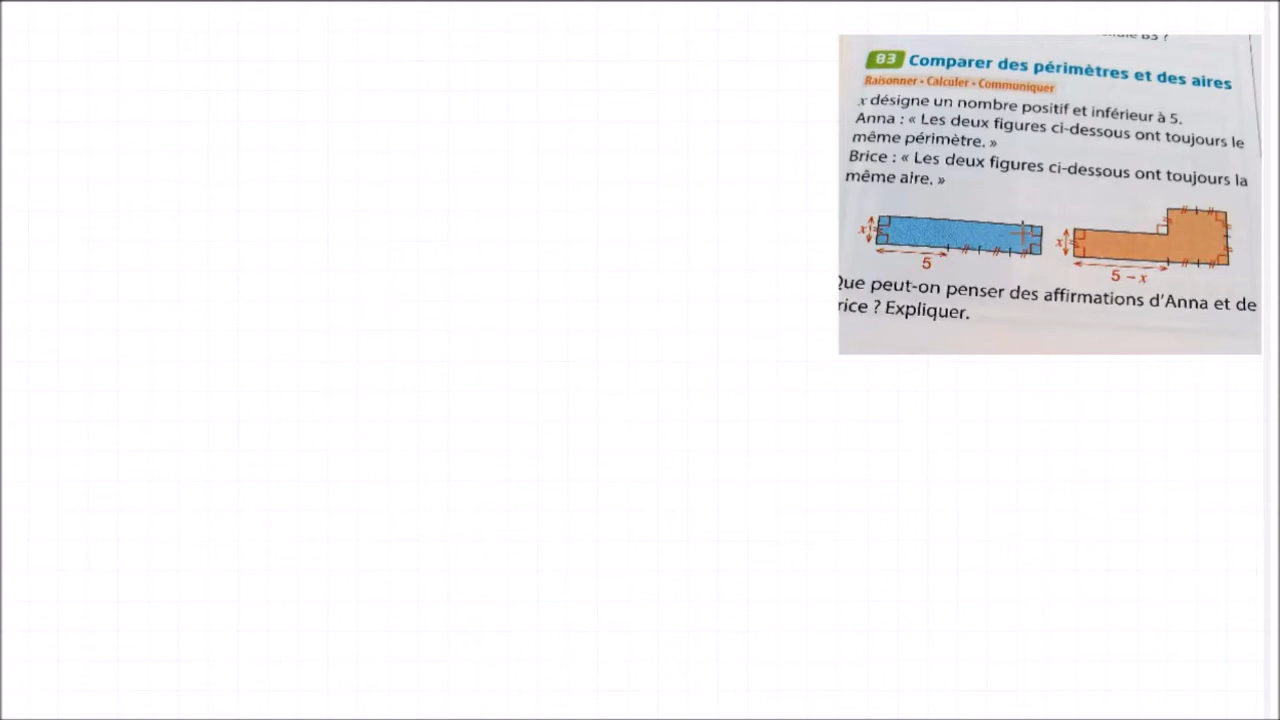 83 Comparer des périmètres et des aires
Raisonner • Calculer • Communiquer
x désigne un nombre positif et inférieur à 5.
Anna : « Les deux figures ci-dessous ont toujours le
même périmètre. »
Brice : « Les deux figures ci-dessous ont toujours la
même aire. »
x
5
x
5 – x
Que peut-on penser des affirmations d'Anna et de
rice ? Expliquer.